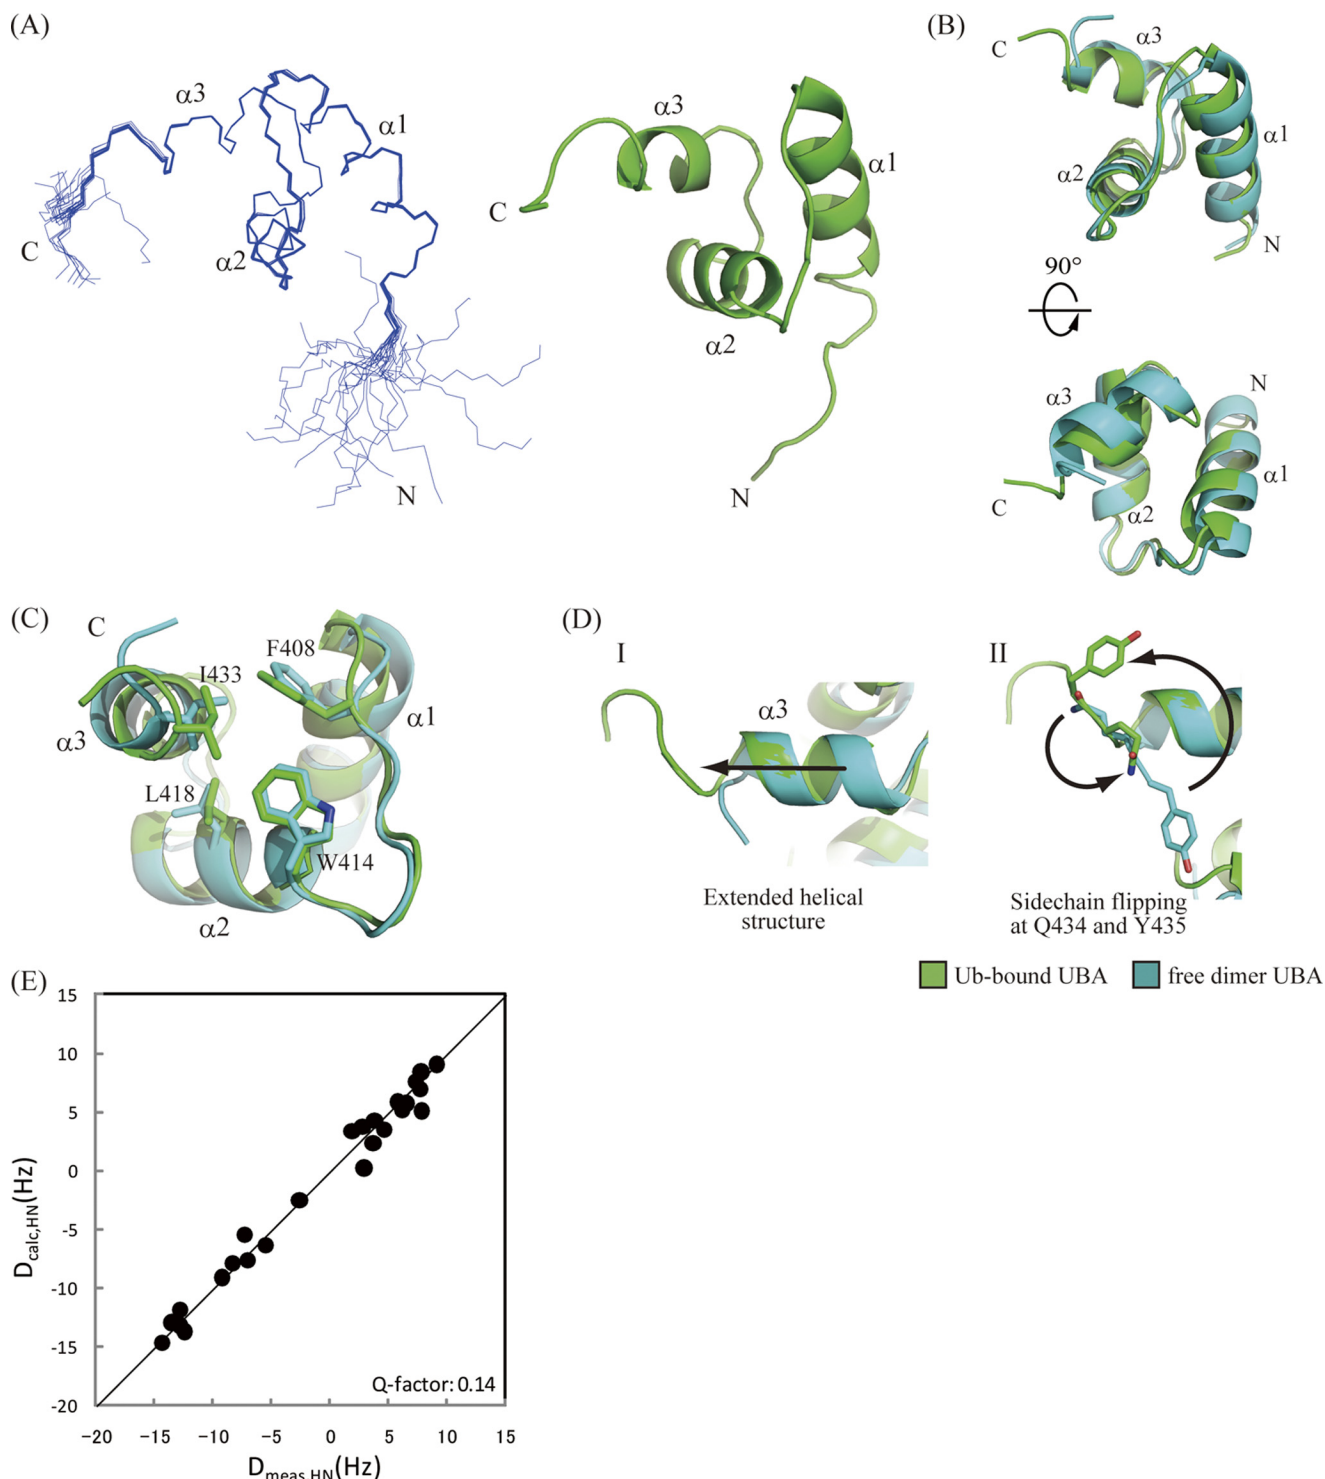 (A)
α3
α1
α2
C
N
α3
α1
C
α2
N
(B)
C
α3
α1
α2
N
90°
N
α3
α1
C
α2
(C)
C
F408
I433
α1
α3
L418
W414
α2
(D)
I
α3
Extended helical
structure
II
Sidechain flipping
at Q434 and Y435
Ub-bound UBA
free dimer UBA
(E)
15
10
5
0
-5
-10
-15
-20
Dcalc,HN(Hz)
Q-factor: 0.14
-20 -15 -10 -5 0 5 10 15
Dmeas,HN(Hz)